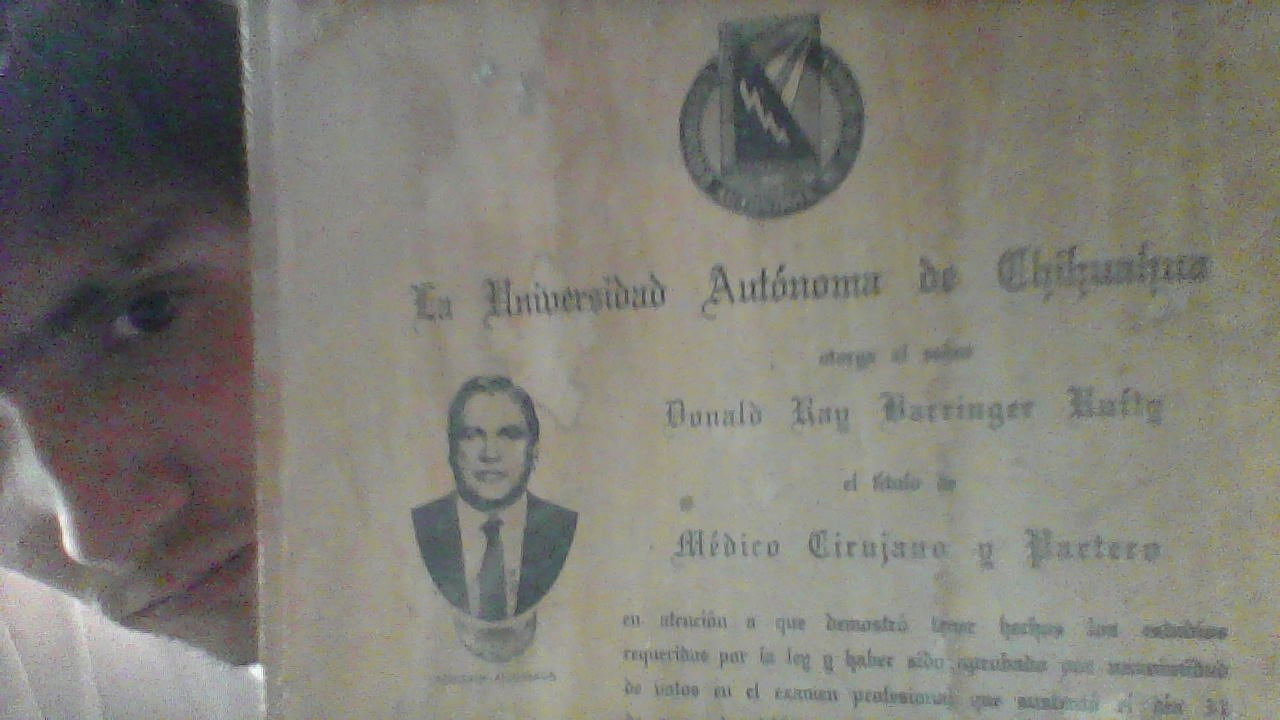 La Universidad Autónoma de Chihuahua
otorga al señor
Donald Ray Barringer
el título de
Médico Cirujano y Partero
en atención a que demostró tener hechos los estudios
requeridos por la ley y haber sido aprobado por unanimidad
de votos en el examen profesional que sustentó el día